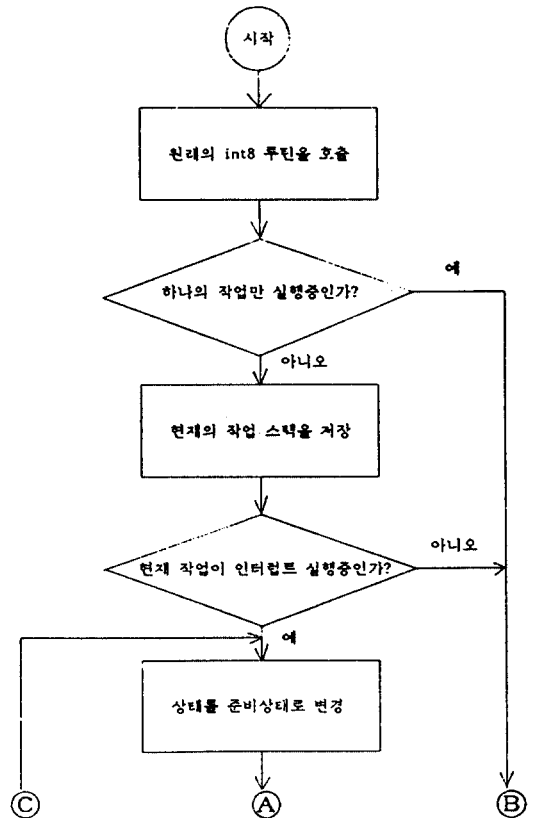 시작
원래의 int8 루틴을 호출
하나의 작업만 실행중인가?
예
아니오
현재의 작업 스택을 저장
현재 작업이 인터럽트 실행중인가?
아니오
예
상태를 준비상태로 변경
C
A
B